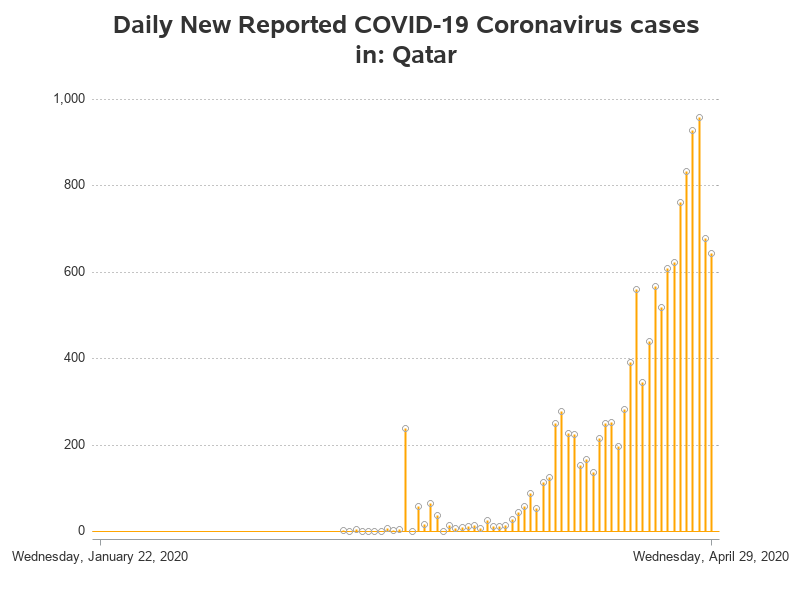 Daily New Reported COVID-19 Coronavirus cases
in: Qatar
1,000
800
600
400
200
0
Wednesday, January 22, 2020 Wednesday, April 29, 2020